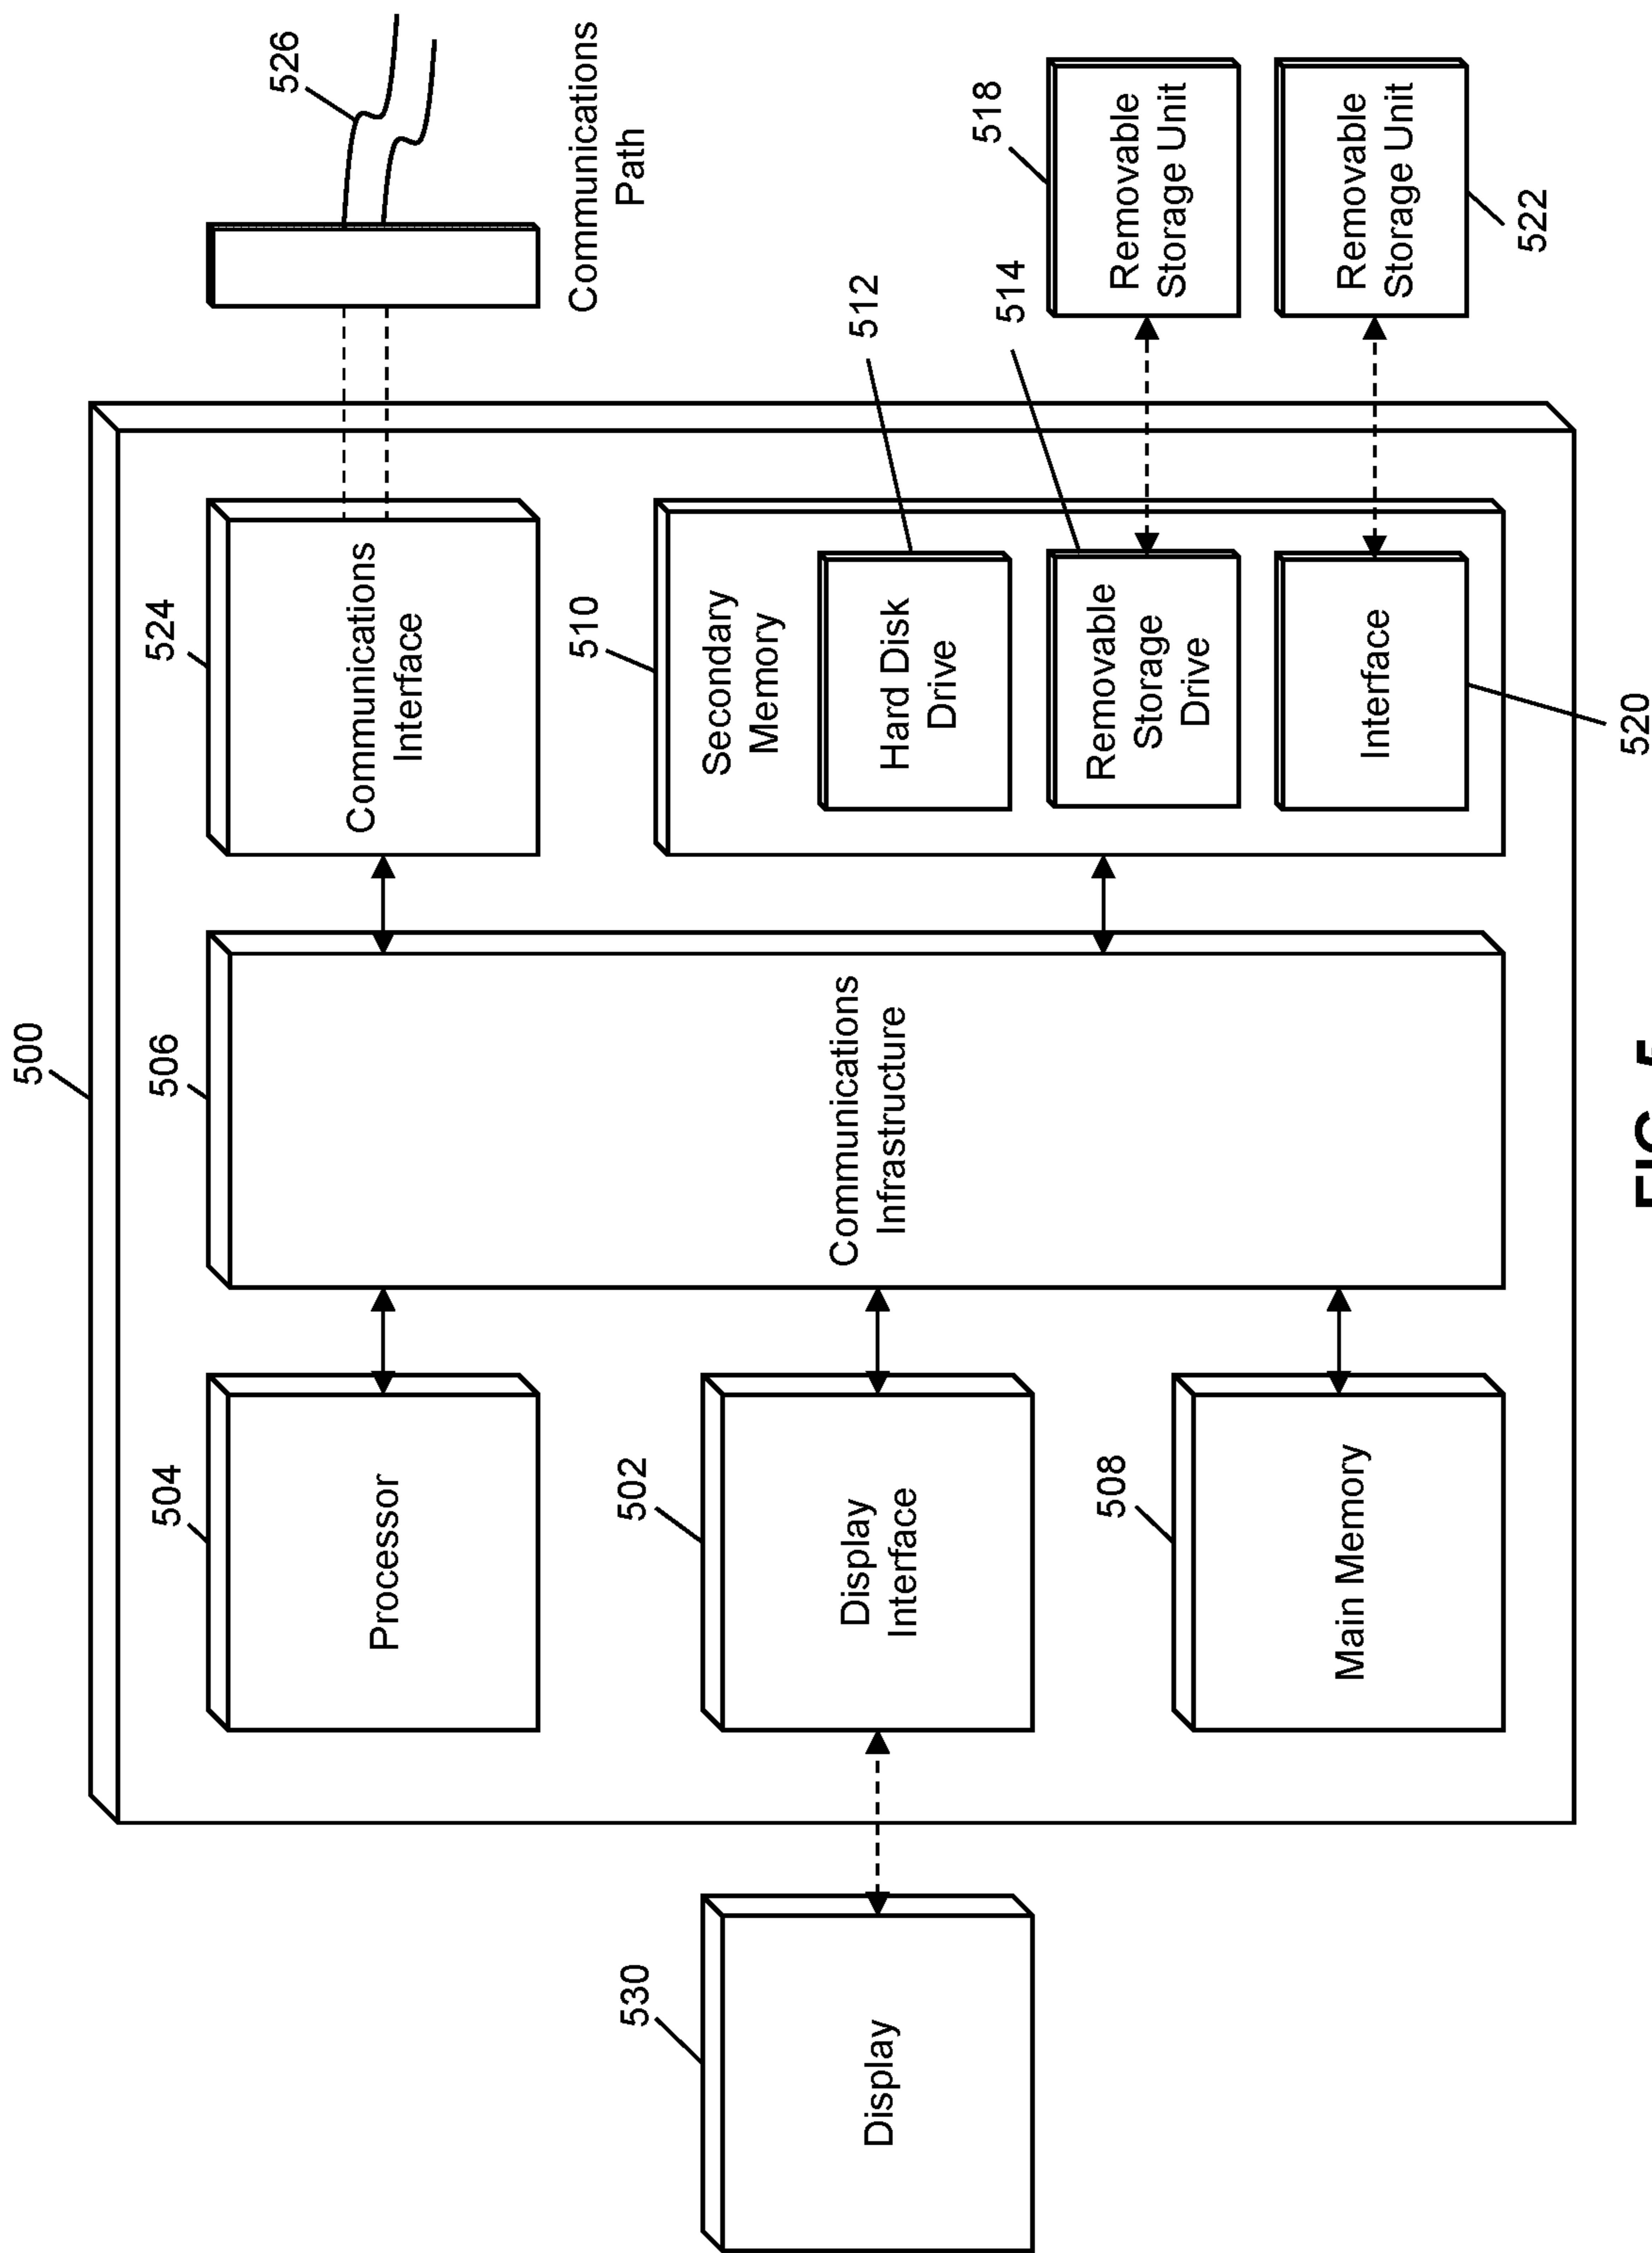 500
504
Processor
506
Communications
Infrastructure
524
Communications
Interface
526
Communications
Path
530
Display
502
Display
Interface
508
Main Memory
510
Secondary
Memory
512
Hard Disk
Drive
514
Removable
Storage
Drive
518
Removable
Storage Unit
520
Interface
522
Removable
Storage Unit
FIG. 5